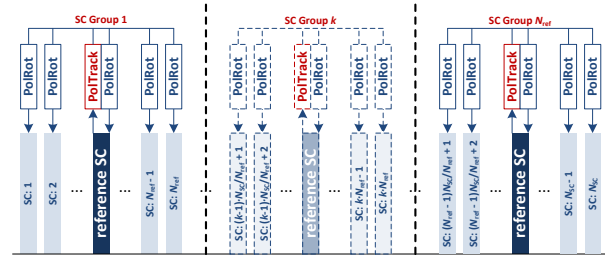 SC Group 1
SC Group k
SC Group N_ref
PolRot
PolRot
PolTrack
PolRot
PolRot
PolRot
PolRot
PolRot
PolTrack
PolRot
PolRot
PolRot
PolRot
PolRot
PolTrack
PolRot
PolRot
PolRot
SC: 1
SC: 2
...
reference SC
...
SC: N_ref - 1
SC: N_ref
...
SC: (k-1)·N_SC/N_ref + 1
SC: (k-1)·N_SC/N_ref + 2
...
reference SC
...
SC: k·N_ref - 1
SC: k·N_ref
...
SC: (N_ref - 1)N_SC/N_ref + 1
SC: (N_ref - 1)N_SC/N_ref + 2
...
reference SC
...
SC: N_SC - 1
SC: N_SC